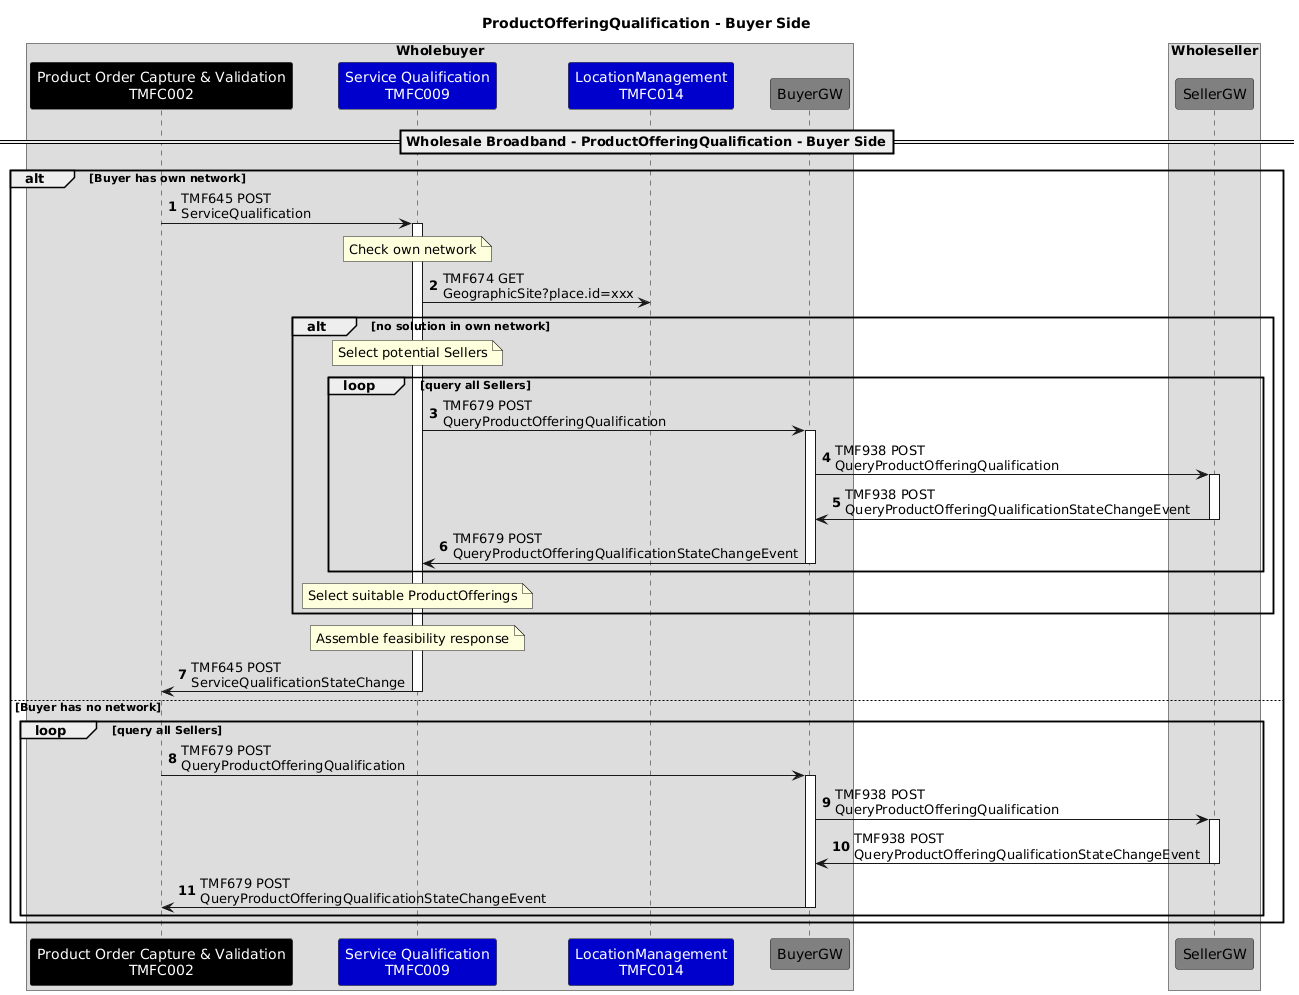 ProductOfferingQualification - Buyer Side
Wholebuyer
Wholeseller
Product Order Capture & Validation
TMFC002
Service Qualification
TMFC009
LocationManagement
TMFC014
BuyerGW
SellerGW
Wholesale Broadband - ProductOfferingQualification - Buyer Side
alt [Buyer has own network]
1 TMF645 POST
ServiceQualification
Check own network
2 TMF674 GET
GeographicSite?place.id=xxx
alt [no solution in own network]
Select potential Sellers
loop [query all Sellers]
3 TMF679 POST
QueryProductOfferingQualification
4 TMF938 POST
QueryProductOfferingQualification
5 TMF938 POST
QueryProductOfferingQualificationStateChangeEvent
6 TMF679 POST
QueryProductOfferingQualificationStateChangeEvent
Select suitable ProductOfferings
Assemble feasibility response
7 TMF645 POST
ServiceQualificationStateChange
[Buyer has no network]
loop [query all Sellers]
8 TMF679 POST
QueryProductOfferingQualification
9 TMF938 POST
QueryProductOfferingQualification
10 TMF938 POST
QueryProductOfferingQualificationStateChangeEvent
11 TMF679 POST
QueryProductOfferingQualificationStateChangeEvent
Product Order Capture & Validation
TMFC002
Service Qualification
TMFC009
LocationManagement
TMFC014
BuyerGW
SellerGW